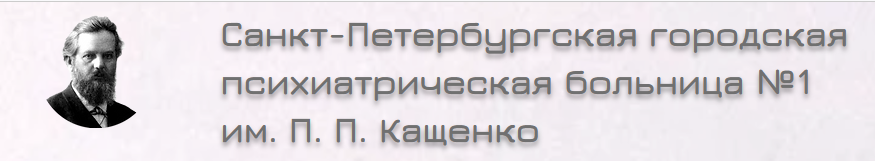 Санкт-Петербургская городская
психиатрическая больница №1
им. П. П. Кащенко